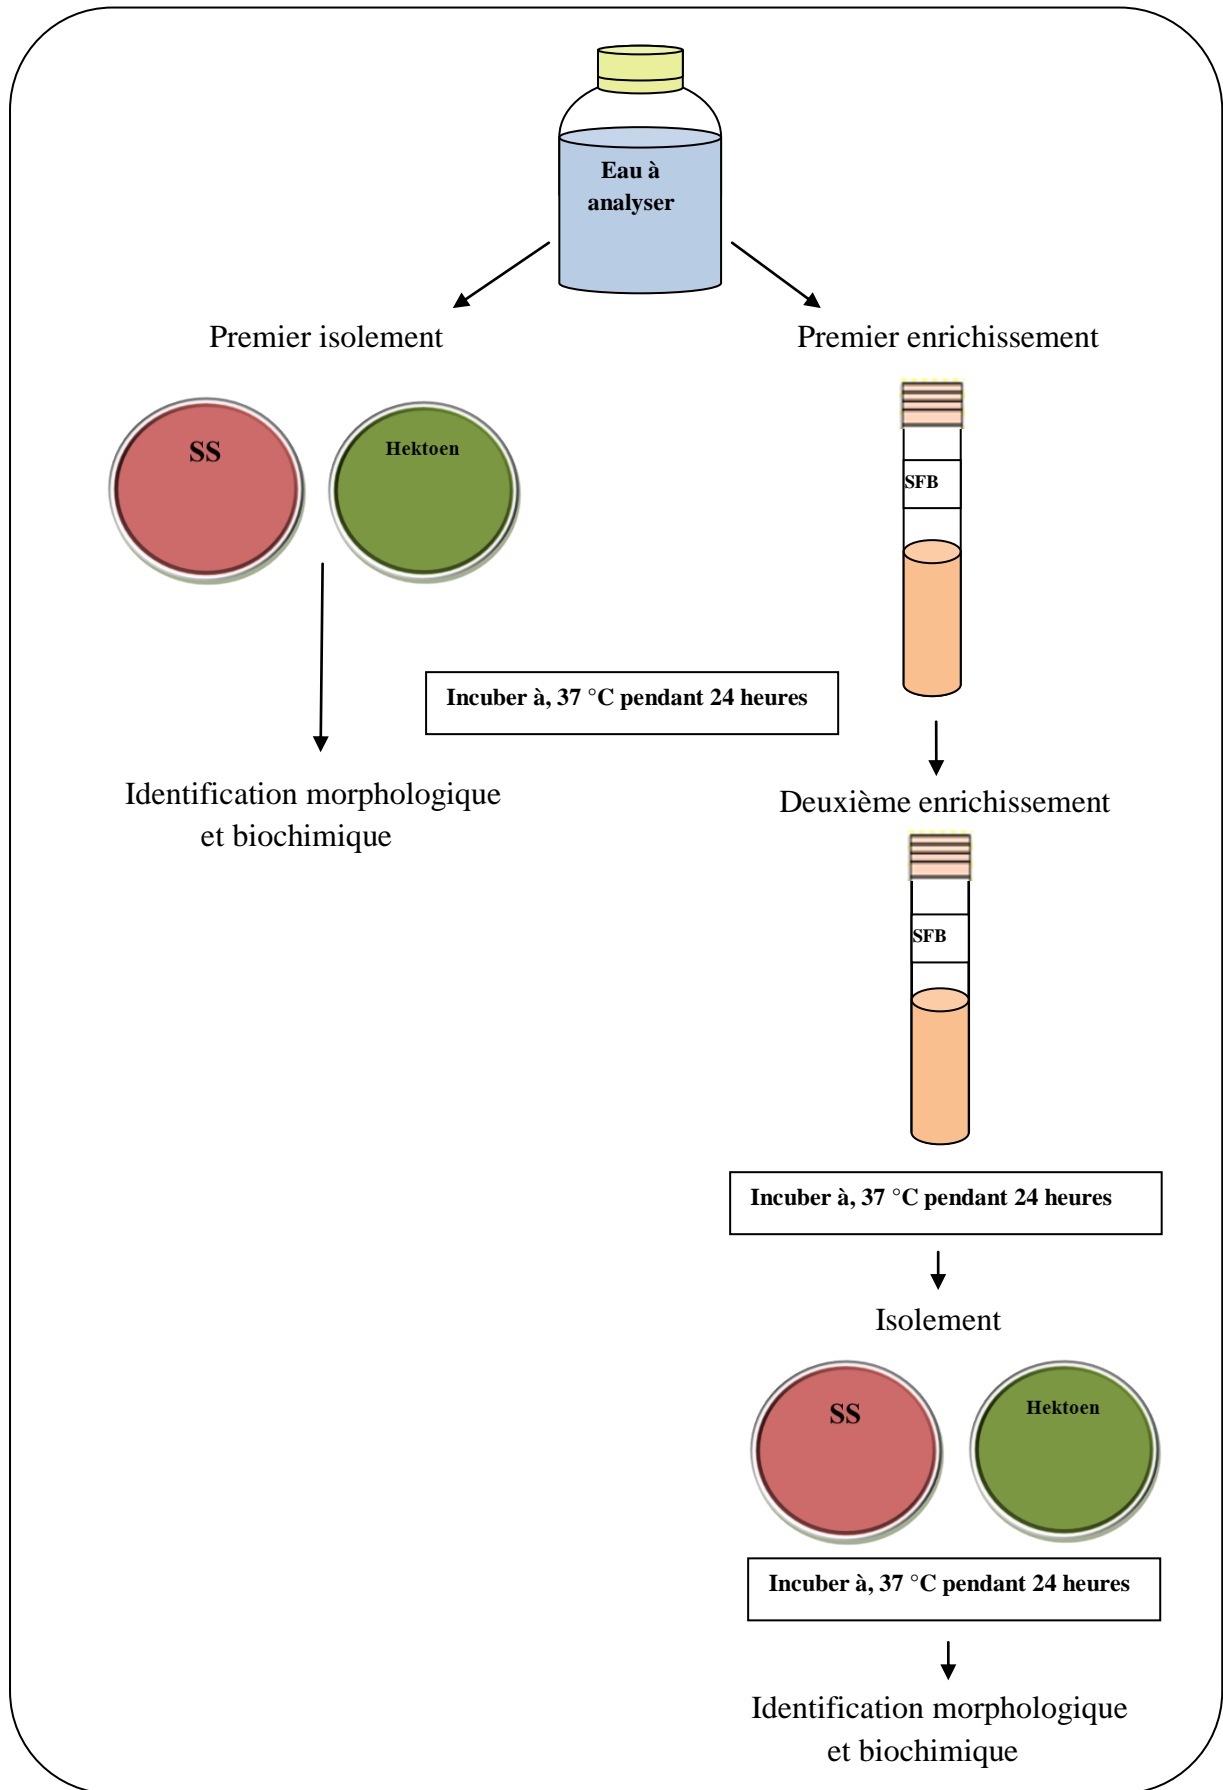 Eau à
analyser
Premier isolement
Premier enrichissement
SS
Hektoen
SFB
Incuber à, 37 °C pendant 24 heures
Identification morphologique
et biochimique
Deuxième enrichissement
SFB
Incuber à, 37 °C pendant 24 heures
Isolement
SS
Hektoen
Incuber à, 37 °C pendant 24 heures
Identification morphologique
et biochimique